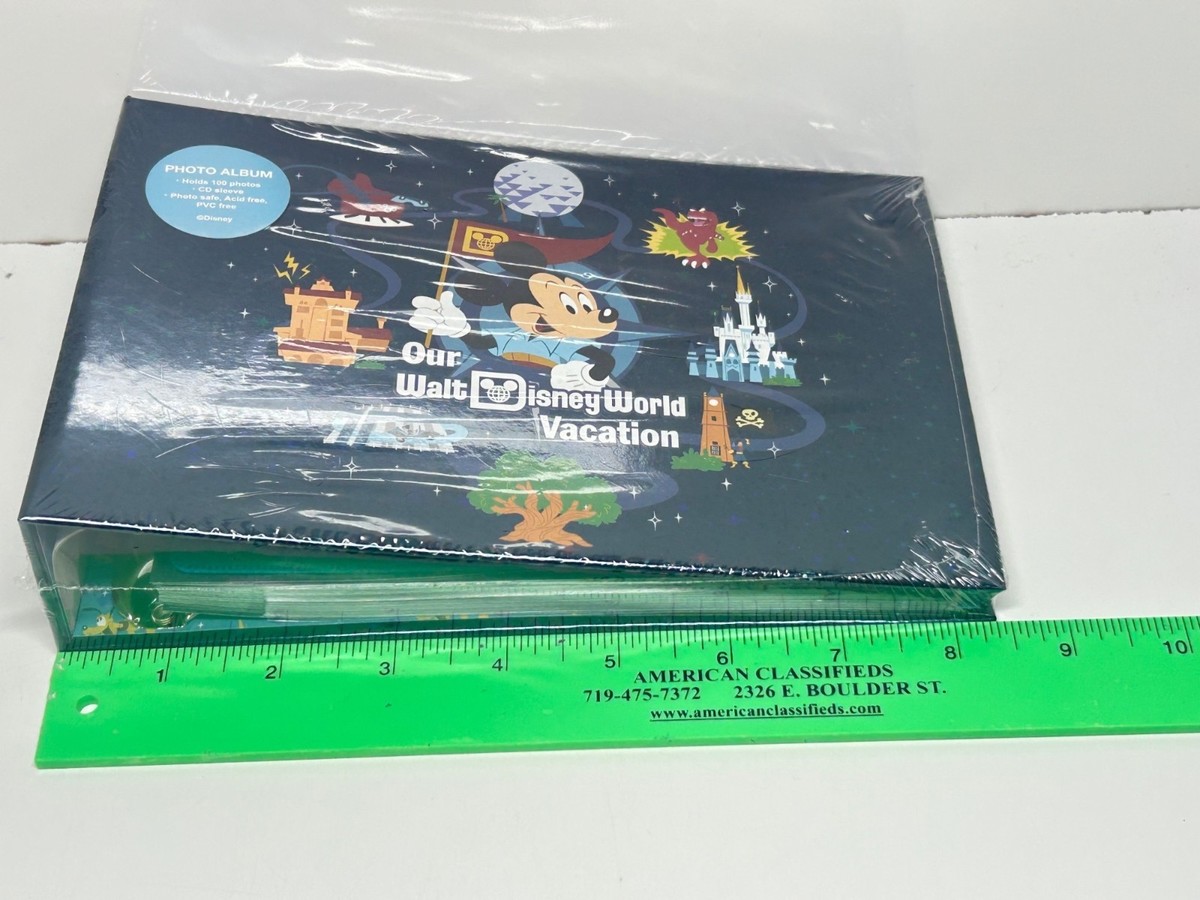 PHOTO ALBUM
• Holds 100 photos
• CD sleeve
• Photo safe, Acid free,
PVC free
©Disney
Our
Walt Disney World
Vacation
1 2 3 4 5 6 7 8 9 10
AMERICAN CLASSIFIEDS
719-475-7372 2326 E. BOULDER ST.
www.americanclassifieds.com